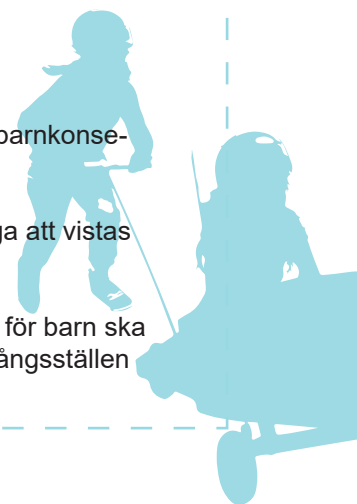 barnkonse-
ga att vistas
för barn ska
ångsställen